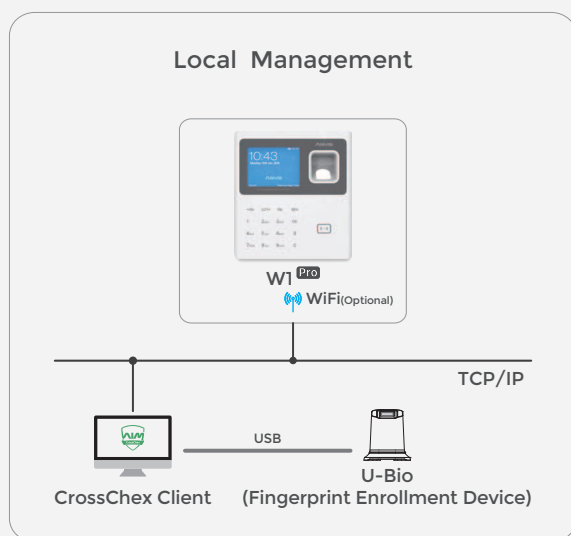 Local Management
10:43
W1 Pro
WiFi(Optional)
TCP/IP
USB
CrossChex Client
U-Bio
(Fingerprint Enrollment Device)